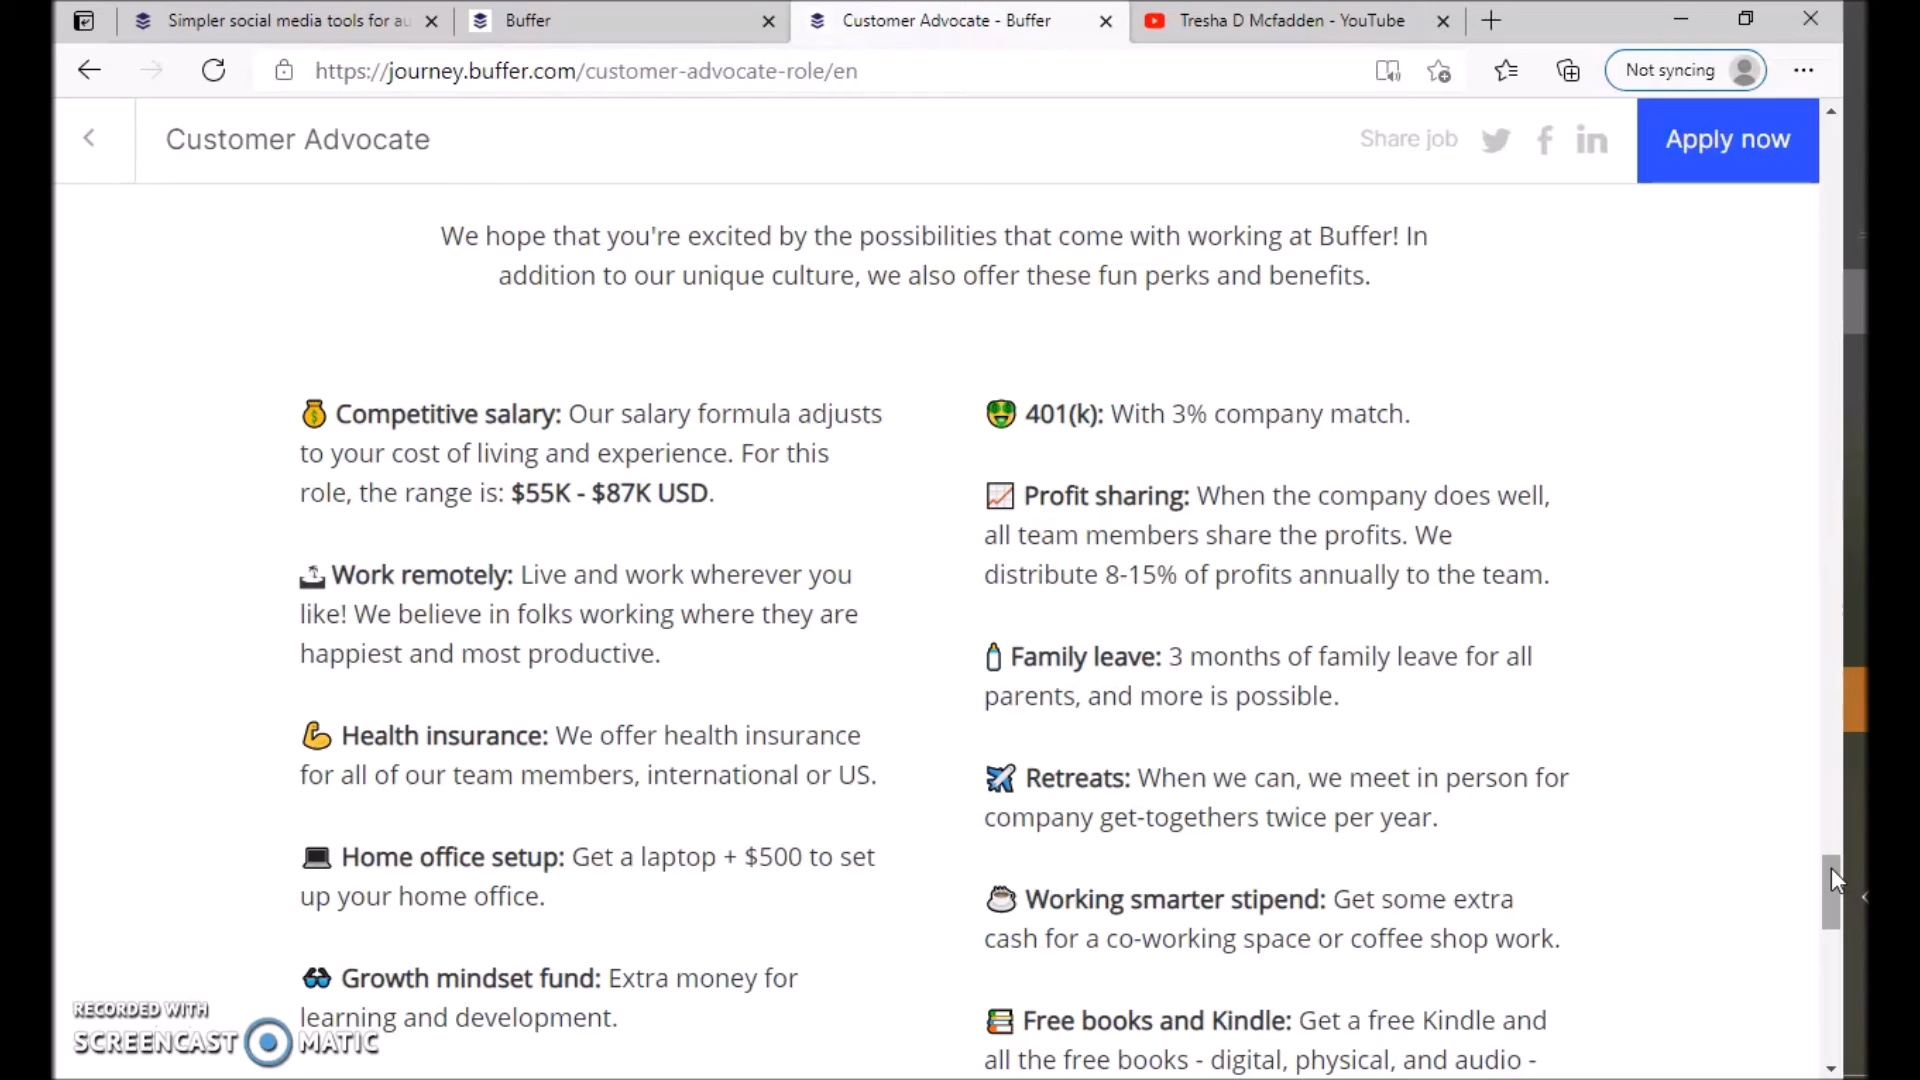 Simpler social media tools for au
Buffer
Customer Advocate - Buffer
Tresha D Mcfadden - YouTube
https://journey.buffer.com/customer-advocate-role/en
Not syncing
Customer Advocate
Share job
Apply now
We hope that you're excited by the possibilities that come with working at Buffer! In
addition to our unique culture, we also offer these fun perks and benefits.
Competitive salary: Our salary formula adjusts
to your cost of living and experience. For this
role, the range is: $55K - $87K USD.
Work remotely: Live and work wherever you
like! We believe in folks working where they are
happiest and most productive.
Health insurance: We offer health insurance
for all of our team members, international or US.
Home office setup: Get a laptop + $500 to set
up your home office.
Growth mindset fund: Extra money for
learning and development.
401(k): With 3% company match.
Profit sharing: When the company does well,
all team members share the profits. We
distribute 8-15% of profits annually to the team.
Family leave: 3 months of family leave for all
parents, and more is possible.
Retreats: When we can, we meet in person for
company get-togethers twice per year.
Working smarter stipend: Get some extra
cash for a co-working space or coffee shop work.
Free books and Kindle: Get a free Kindle and
all the free books - digital, physical, and audio -
RECORDED WITH
SCREENCAST MATIC